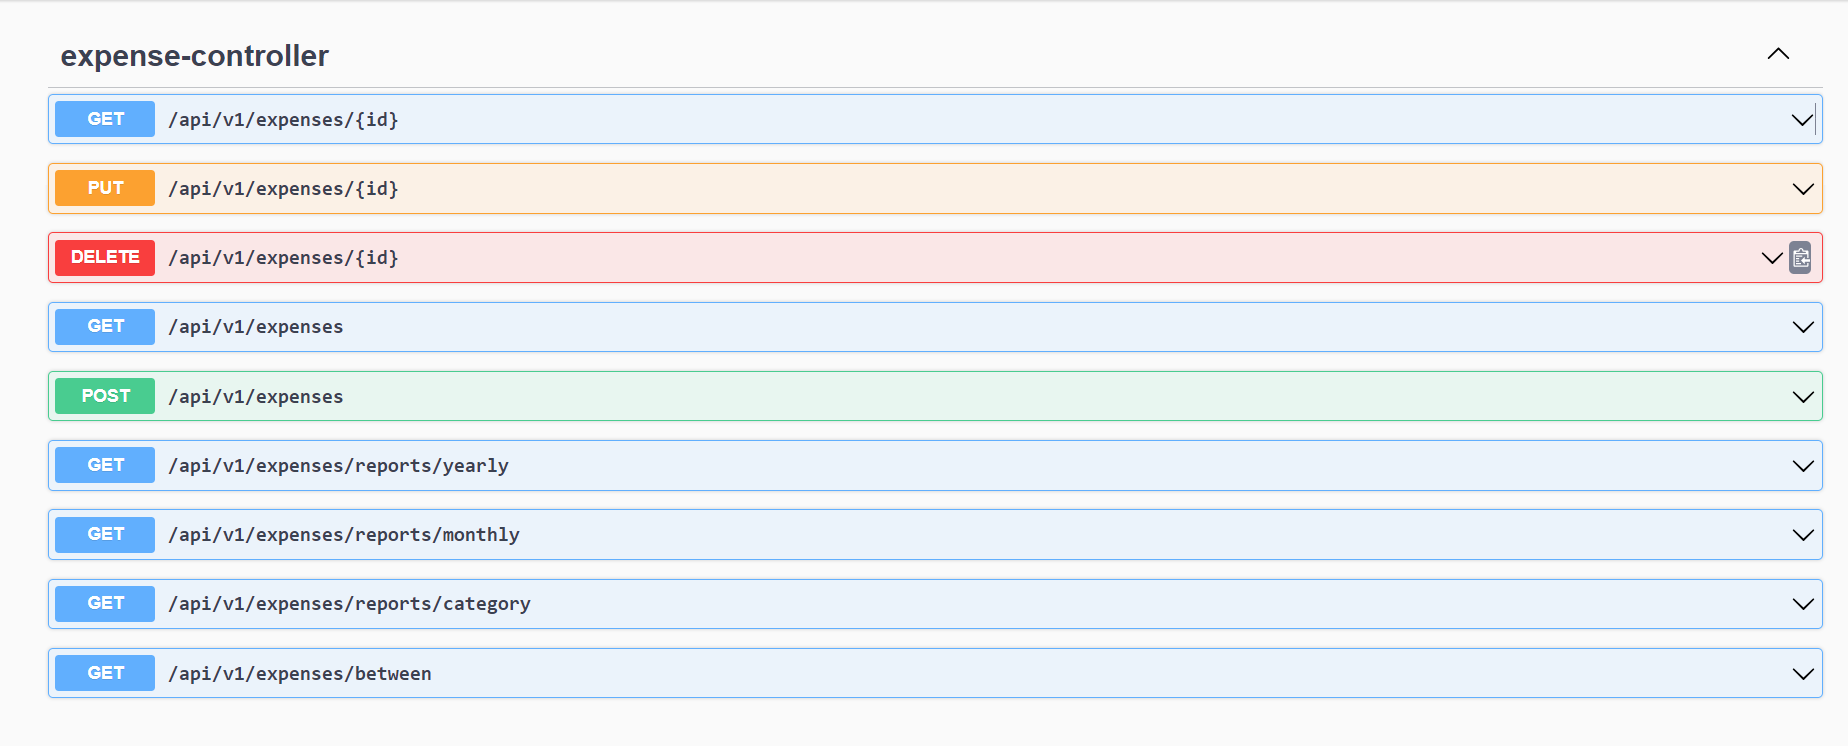 expense-controller
GET /api/v1/expenses/{id}
PUT /api/v1/expenses/{id}
DELETE /api/v1/expenses/{id}
GET /api/v1/expenses
POST /api/v1/expenses
GET /api/v1/expenses/reports/yearly
GET /api/v1/expenses/reports/monthly
GET /api/v1/expenses/reports/category
GET /api/v1/expenses/between